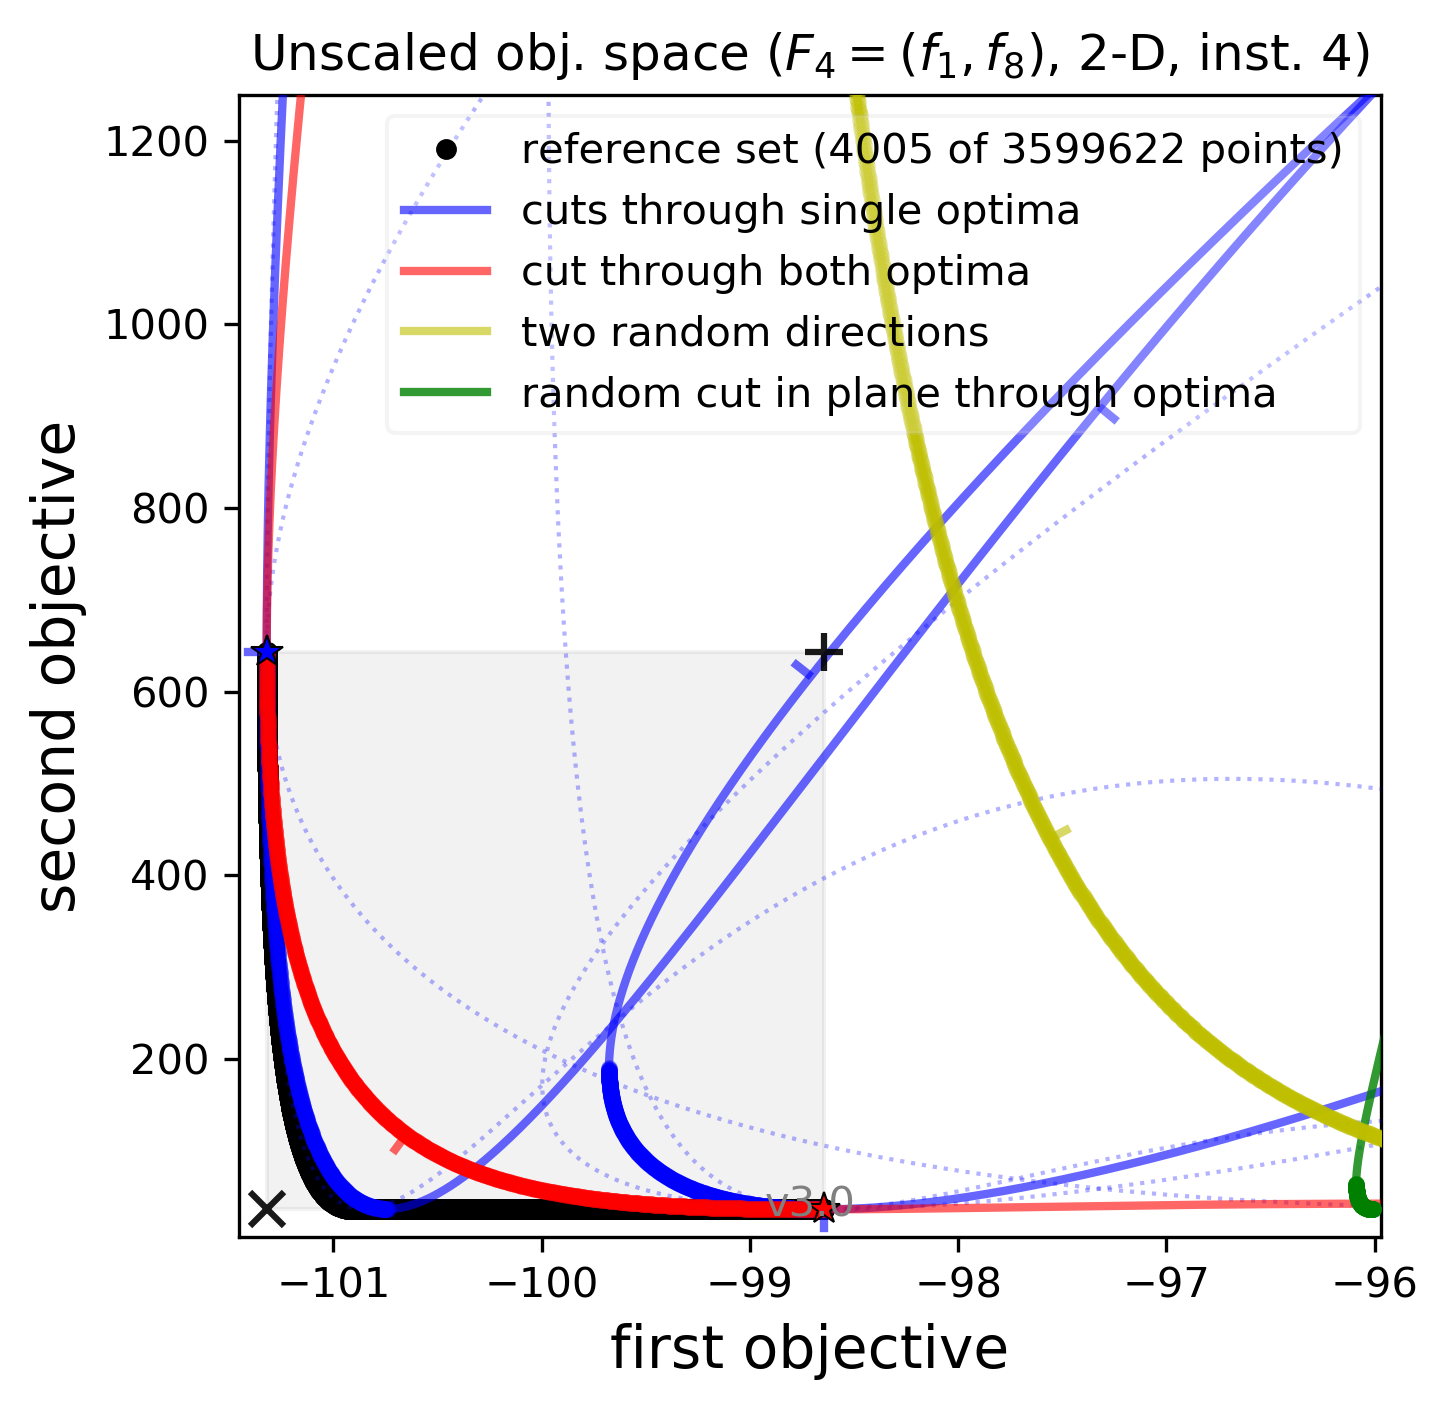 Unscaled obj. space (F₄ = (f₁, f₈), 2-D, inst. 4)
reference set (4005 of 3599622 points)
cuts through single optima
cut through both optima
two random directions
random cut in plane through optima
1200
1000
800
600
400
200
second objective
v3.0
−101
−100
−99
−98
−97
−96
first objective